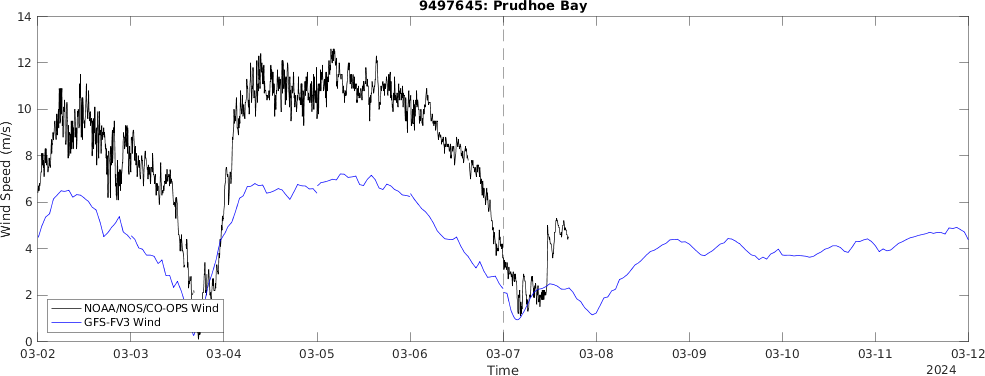 9497645: Prudhoe Bay
14
12
10
8
6
4
2
0
Wind Speed (m/s)
NOAA/NOS/CO-OPS Wind
GFS-FV3 Wind
03-02 03-03 03-04 03-05 03-06 03-07 03-08 03-09 03-10 03-11 03-12
Time
2024